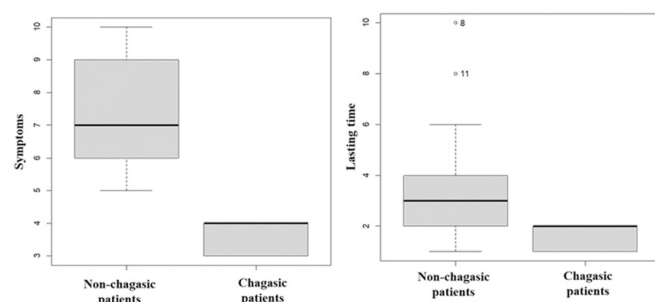 Symptoms
10
9
8
7
6
5
4
3
Non-chagasic
patients
Chagasic
patients
Lasting time
10
8
6
4
2
8
11
Non-chagasic
patients
Chagasic
patients